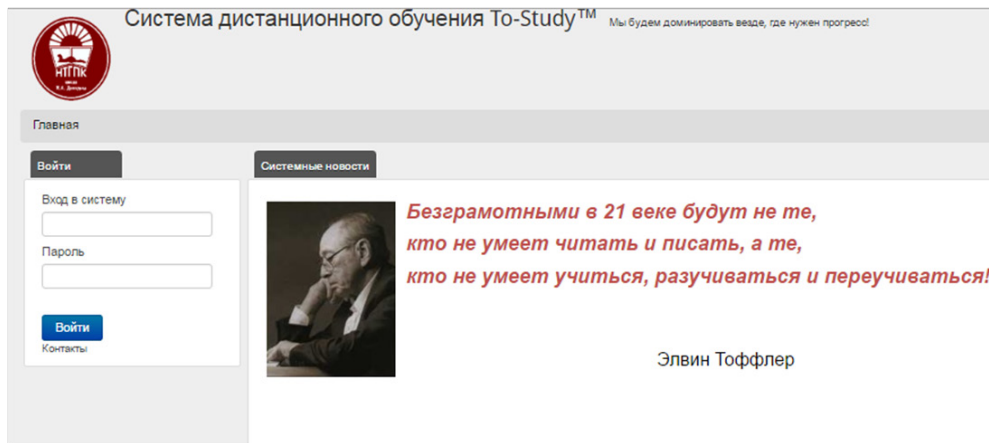 Система дистанционного обучения To-Study™ Мы будем доминировать везде, где нужен прогресс!
НТГПК
Главная
Войти
Системные новости
Вход в систему
Пароль
Войти
Контакты
Безграмотными в 21 веке будут не те,
кто не умеет читать и писать, а те,
кто не умеет учиться, разучиваться и переучиваться!
Элвин Тоффлер